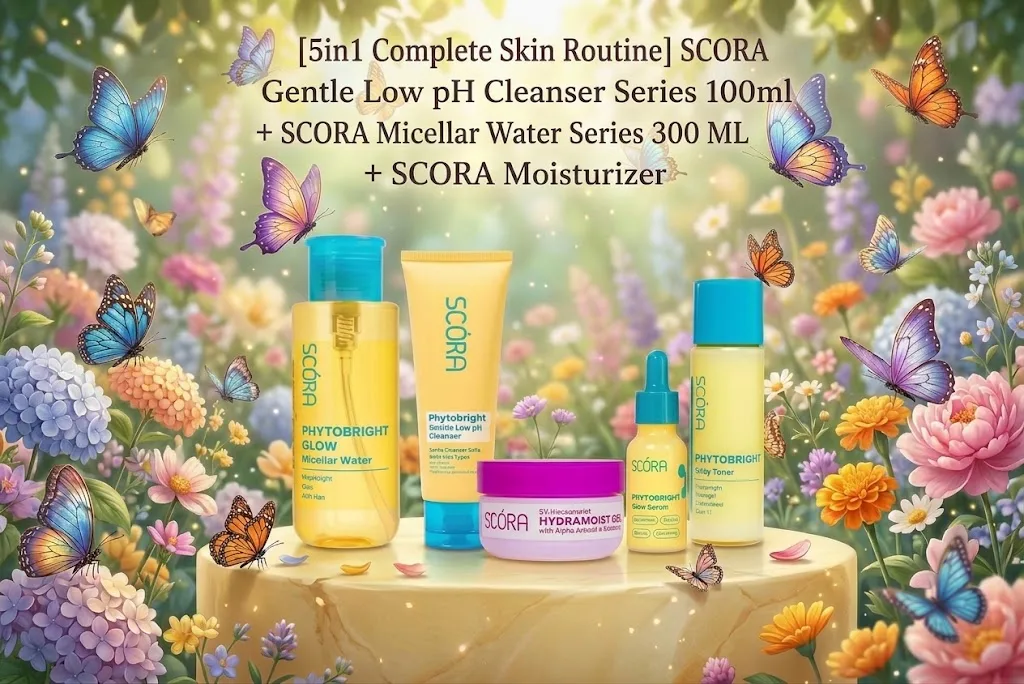 [5in1 Complete Skin Routine] SCORA
Gentle Low pH Cleanser Series 100ml
+ SCORA Micellar Water Series 300 ML
+ SCORA Moisturizer
SCÓRA
PHYTOBRIGHT
GLOW
Micellar Water
SCÓRA
Phytobright
Gentle Low pH
Cleanser
SCÓRA
HYDRAMOIST GEL
with Alpha
SCÓRA
PHYTOBRIGHT
Glow Serum
SCÓRA
PHYTOBRIGHT
Toner